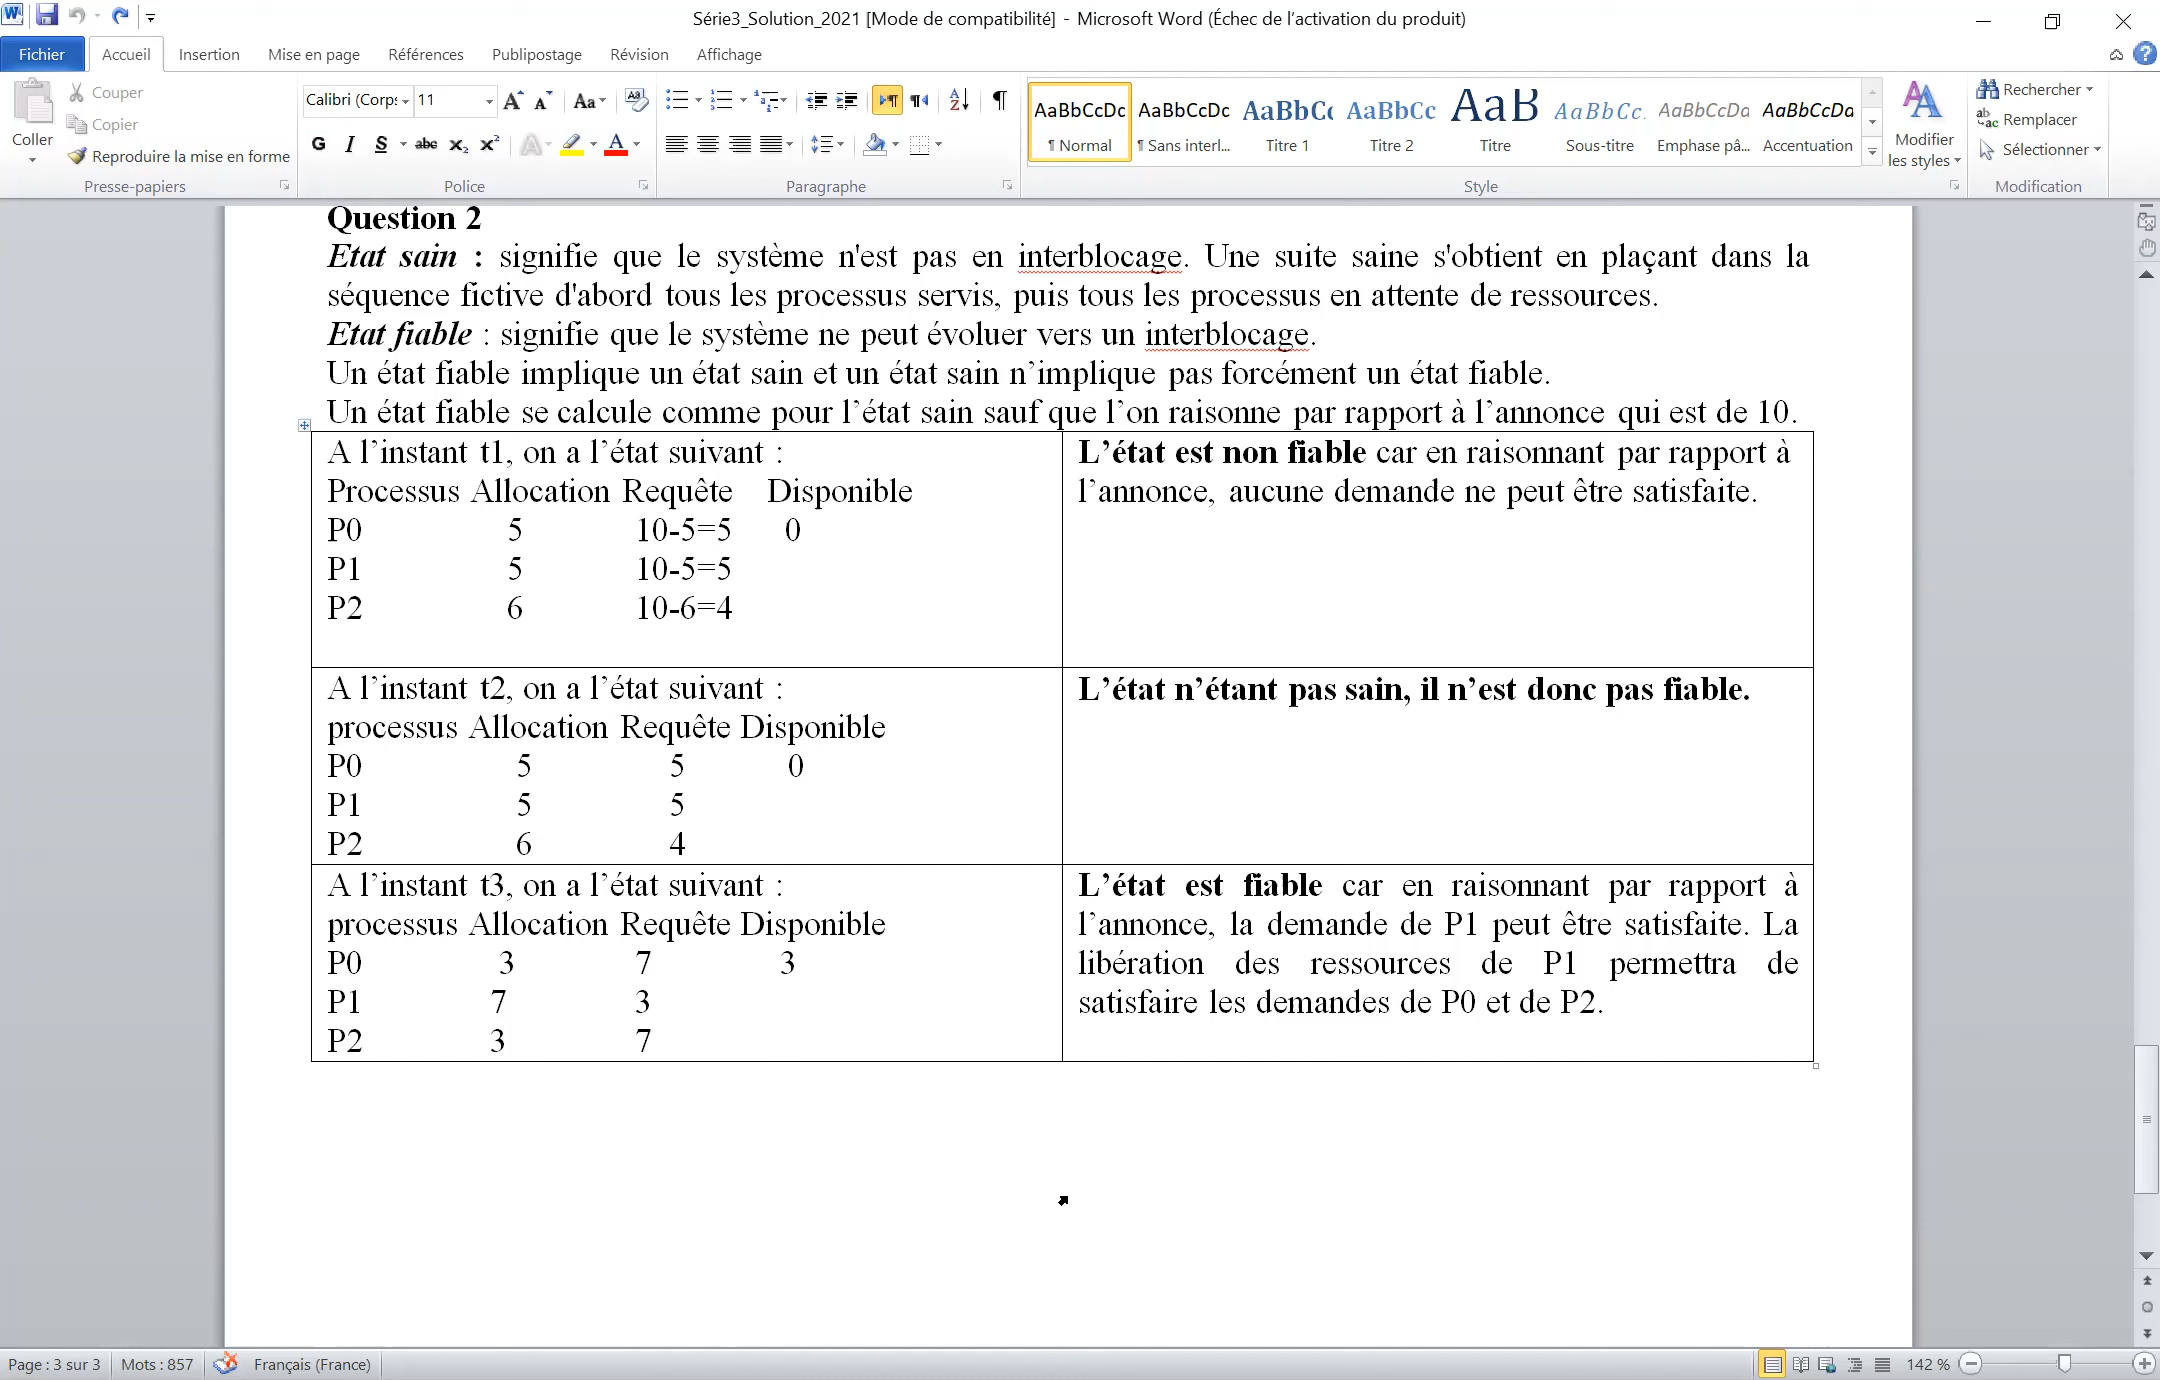 Série3_Solution_2021 [Mode de compatibilité] - Microsoft Word (Échec de l'activation du produit)
Fichier Accueil Insertion Mise en page Références Publipostage Révision Affichage
Coller
Couper
Copier
Reproduire la mise en forme
Presse-papiers
Calibri (Corps 11
G I S abc x₂ x²
Police
Paragraphe
AaBbCcDc AaBbCcDc AaBbC AaBbCc AaB AaBbCc. AaBbCcDa AaBbCcDa
¶ Normal ¶ Sans interl... Titre 1 Titre 2 Titre Sous-titre Emphase pâ... Accentuation
Style
Modifier
les styles
Rechercher
Remplacer
Sélectionner
Modification
Question 2
Etat sain : signifie que le système n'est pas en interblocage. Une suite saine s'obtient en plaçant dans la
séquence fictive d'abord tous les processus servis, puis tous les processus en attente de ressources.
Etat fiable : signifie que le système ne peut évoluer vers un interblocage.
Un état fiable implique un état sain et un état sain n’implique pas forcément un état fiable.
Un état fiable se calcule comme pour l’état sain sauf que l’on raisonne par rapport à l’annonce qui est de 10.
A l’instant t1, on a l’état suivant :
Processus Allocation Requête Disponible
P0 5 10-5=5 0
P1 5 10-5=5
P2 6 10-6=4
L’état est non fiable car en raisonnant par rapport à
l’annonce, aucune demande ne peut être satisfaite.
A l’instant t2, on a l’état suivant :
processus Allocation Requête Disponible
P0 5 5 0
P1 5 5
P2 6 4
L’état n’étant pas sain, il n’est donc pas fiable.
A l’instant t3, on a l’état suivant :
processus Allocation Requête Disponible
P0 3 7 3
P1 7 3
P2 3 7
L’état est fiable car en raisonnant par rapport à
l’annonce, la demande de P1 peut être satisfaite. La
libération des ressources de P1 permettra de
satisfaire les demandes de P0 et de P2.
Page : 3 sur 3 Mots : 857 Français (France) 142 %